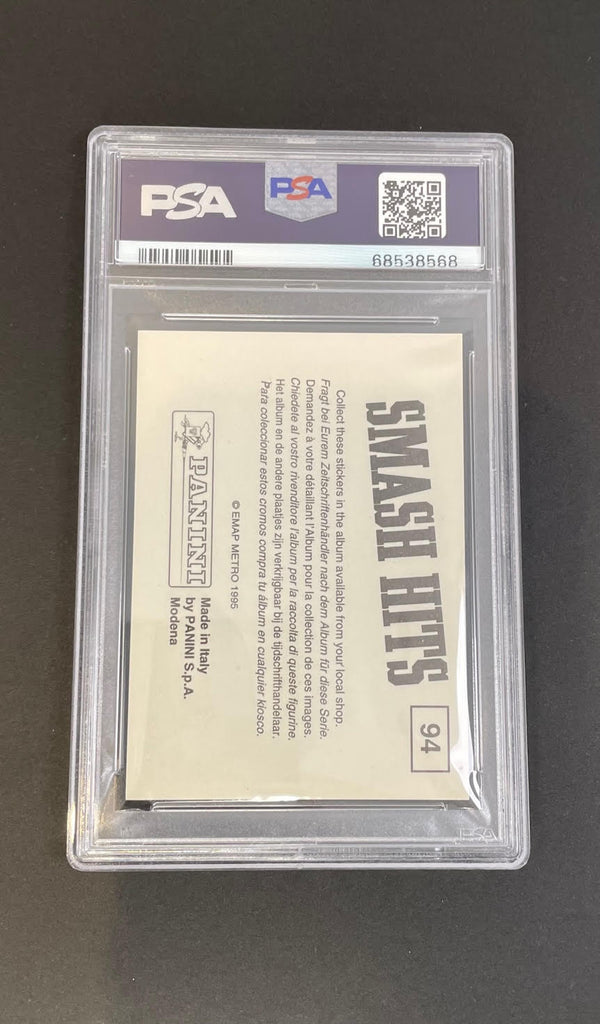 PSA
PSA
68538568
SMASH HITS
94
Collect these stickers in the album available from your local shop.
Fragt bei Eurem Zeitschriftenhändler nach dem Album für diese Serie.
Demandez à votre détaillant l'Album pour la collection de ces images.
Chiedete al vostro rivenditore l'album per la raccolta di queste figurine.
Het album en de andere plaatjes zijn verkrijgbaar bij de tijdschrifthandelaar.
Para coleccionar estos cromos compra tu álbum en cualquier kiosco.
© EMAP METRO 1995
PANINI
Made in Italy
by PANINI S.p.A.
Modena
PSA